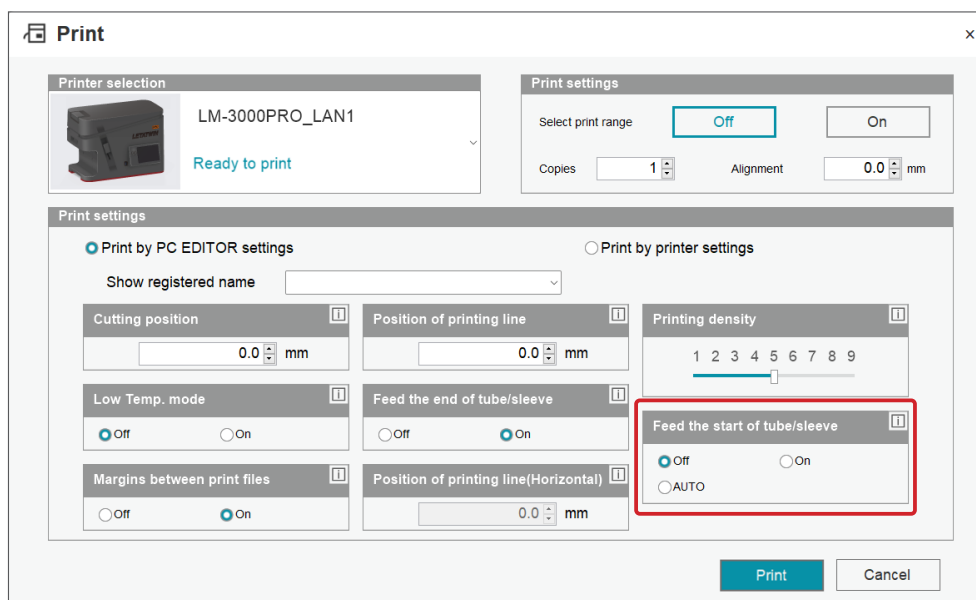 Print
Printer selection
LM-3000PRO_LAN1
Ready to print
Print settings
Select print range Off On
Copies 1 Alignment 0.0 mm
Print settings
Print by PC EDITOR settings Print by printer settings
Show registered name
Cutting position
0.0 mm
Position of printing line
0.0 mm
Printing density
1 2 3 4 5 6 7 8 9
Low Temp. mode
Off On
Feed the end of tube/sleeve
Off On
Feed the start of tube/sleeve
Off On
AUTO
Margins between print files
Off On
Position of printing line(Horizontal)
0.0 mm
Print Cancel